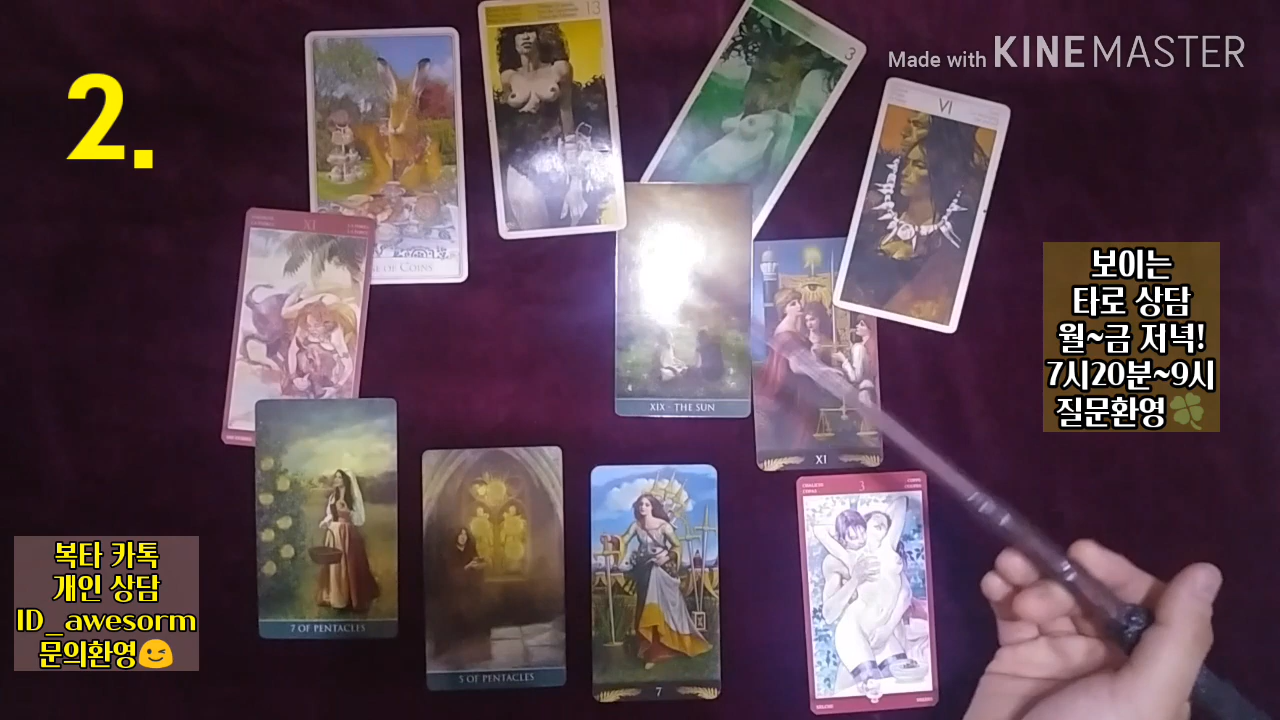 Made with KINEMASTER
2.
13
3
VI
OF COINS
XI
XIX - THE SUN
XI
보이는
타로 상담
월~금 저녁!
7시20분~9시
질문환영🍀
7 OF PENTACLES
5 OF PENTACLES
7
3
복타 카톡
개인 상담
ID_awesorm
문의환영😉